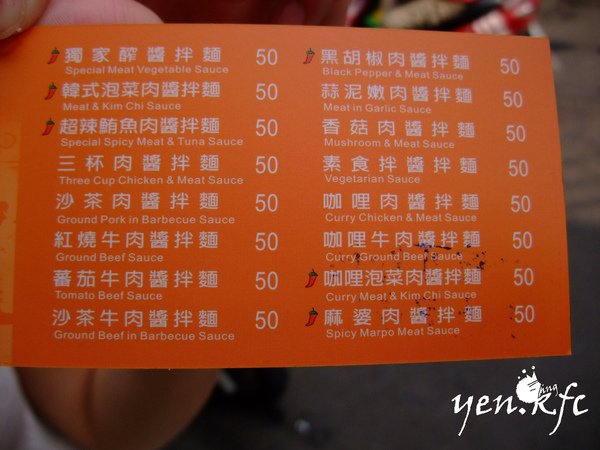 獨家醡醬拌麵 50
Special Meat Vegetable Sauce
韓式泡菜肉醬拌麵 50
Meat & Kim Chi Sauce
超辣鮪魚肉醬拌麵 50
Special Spicy Meat & Tuna Sauce
三杯肉醬拌麵 50
Three Cup Chicken & Meat Sauce
沙茶肉醬拌麵 50
Ground Pork in Barbecue Sauce
紅燒牛肉醬拌麵 50
Ground Beef Sauce
蕃茄牛肉醬拌麵 50
Tomato Beef Sauce
沙茶牛肉醬拌麵 50
Ground Beef in Barbecue Sauce
黑胡椒肉醬拌麵 50
Black Pepper & Meat Sauce
蒜泥嫩肉醬拌麵 50
Meat in Garlic Sauce
香菇肉醬拌麵 50
Mushroom & Meat Sauce
素食拌醬拌麵 50
Vegetarian Sauce
咖哩肉醬拌麵 50
Curry Chicken & Meat Sauce
咖哩牛肉醬拌麵 50
Curry Ground Beef Sauce
咖哩泡菜肉醬拌麵 50
Curry Meat & Kim Chi Sauce
麻婆肉醬拌麵 50
Spicy Marpo Meat Sauce
yen.kfc